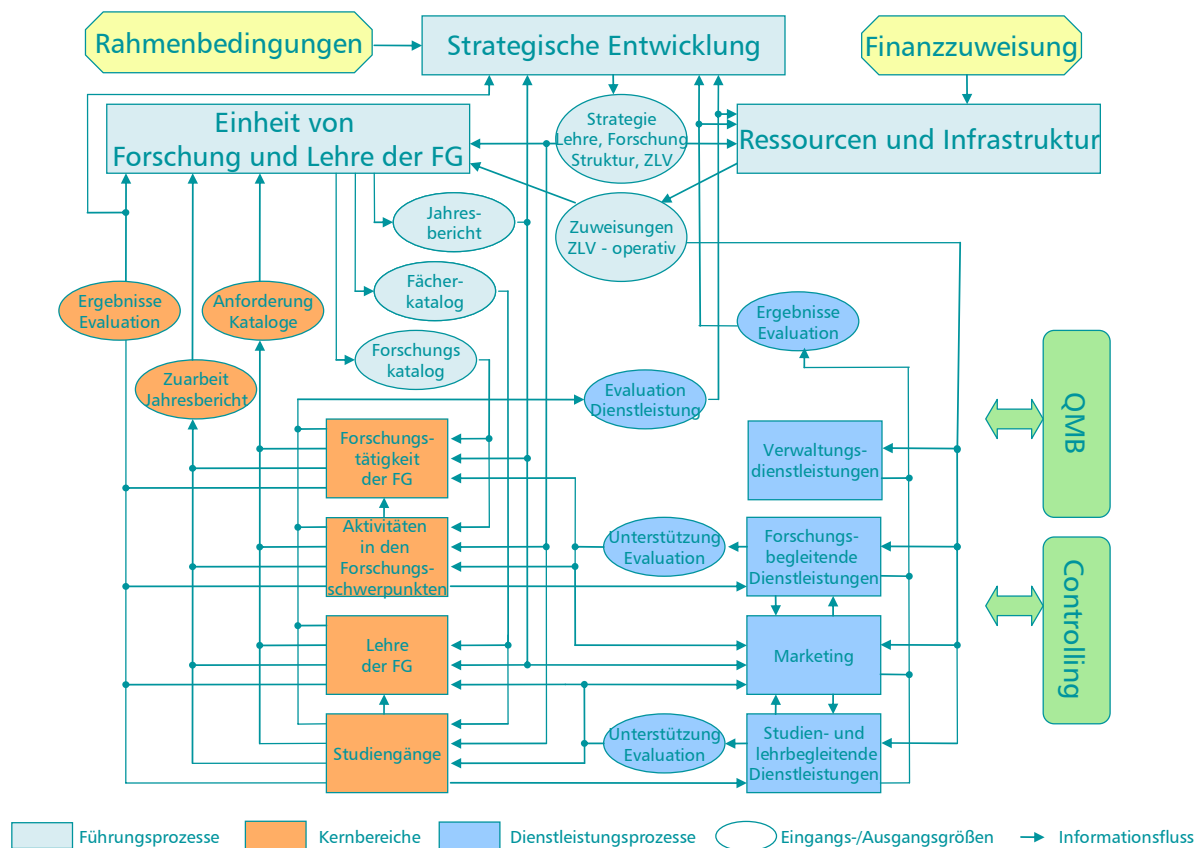 Rahmenbedingungen
Strategische Entwicklung
Finanzzuweisung
Einheit von
Forschung und Lehre der FG
Strategie
Lehre, Forschung
Struktur, ZLV
Ressourcen und Infrastruktur
Jahres-
bericht
Zuweisungen
ZLV - operativ
Fächer-
katalog
Ergebnisse
Evaluation
Anforderung
Kataloge
Ergebnisse
Evaluation
Forschungs
katalog
Zuarbeit
Jahresbericht
Evaluation
Dienstleistung
QMB
Forschungs-
tätigkeit
der FG
Verwaltungs-
dienstleistungen
Aktivitäten
in den
Forschungs-
schwerpunkten
Unterstützung
Evaluation
Forschungs-
begleitende
Dienstleistungen
Controlling
Lehre
der FG
Marketing
Studiengänge
Unterstützung
Evaluation
Studien- und
lehrbegleitende
Dienstleistungen
Führungsprozesse
Kernbereiche
Dienstleistungsprozesse
Eingangs-/Ausgangsgrößen
Informationsfluss